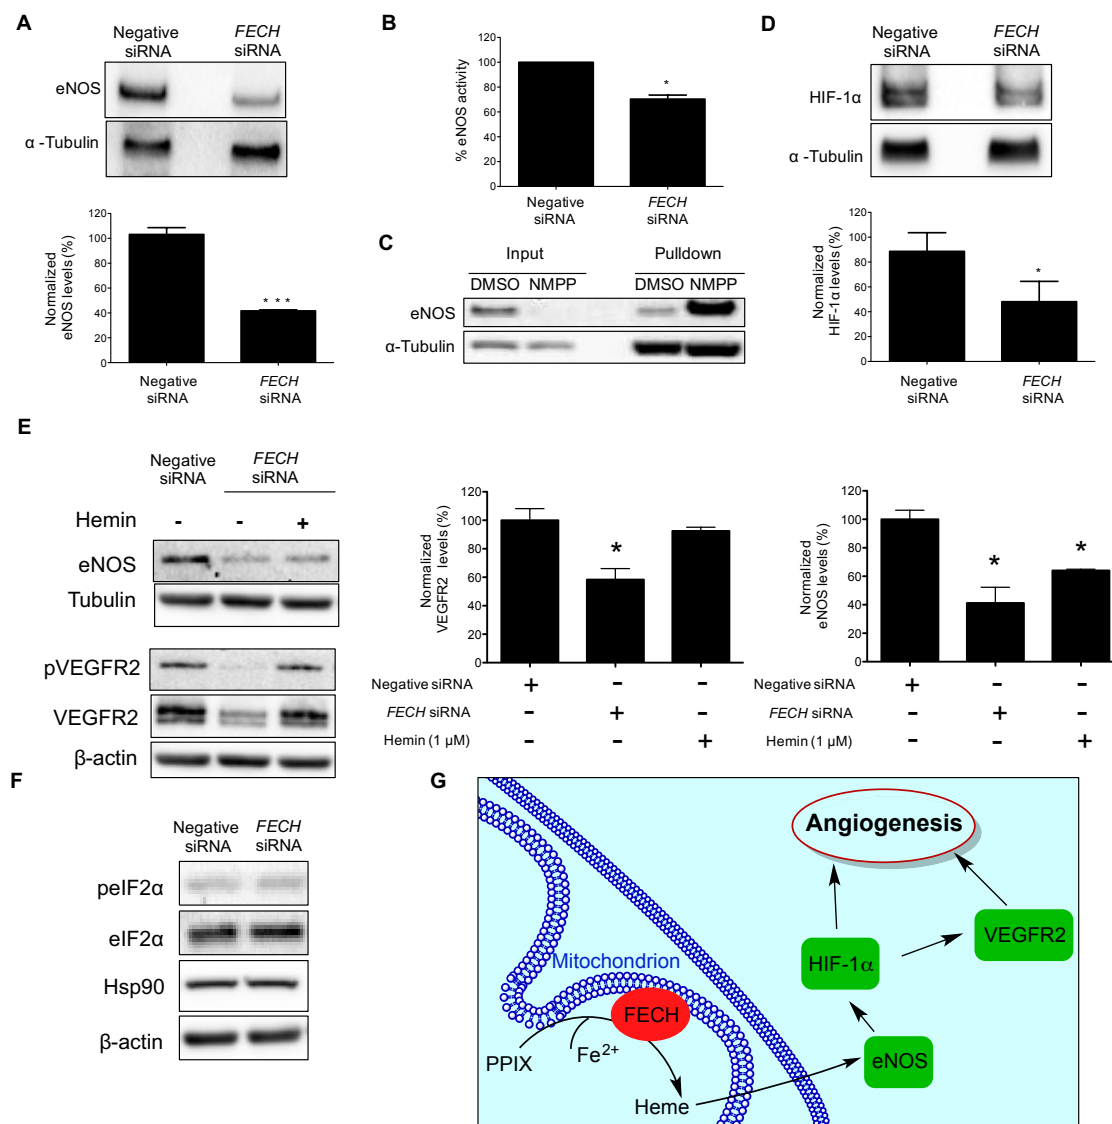 A
Negative
siRNA
FECH
siRNA
eNOS
α -Tubulin
Normalized
eNOS levels (%)
120
100
80
60
40
20
0
* * *
Negative
siRNA
FECH
siRNA
B
% eNOS activity
120
100
80
60
40
20
0
*
Negative
siRNA
FECH
siRNA
C
Input
Pulldown
DMSO NMPP
DMSO NMPP
eNOS
α-Tubulin
D
Negative
siRNA
FECH
siRNA
HIF-1α
α -Tubulin
Normalized
HIF-1α levels (%)
120
100
80
60
40
20
0
*
Negative
siRNA
FECH
siRNA
E
Negative
siRNA
FECH
siRNA
Hemin
- - +
eNOS
Tubulin
pVEGFR2
VEGFR2
β-actin
Normalized
VEGFR2 levels (%)
120
100
80
60
40
20
0
*
Negative siRNA + - -
FECH siRNA - + -
Hemin (1 μM) - - +
Normalized
eNOS levels (%)
120
100
80
60
40
20
0
*
*
Negative siRNA + - -
FECH siRNA - + -
Hemin (1 μM) - - +
F
Negative
siRNA
FECH
siRNA
peIF2α
eIF2α
Hsp90
β-actin
G
Angiogenesis
VEGFR2
HIF-1α
Mitochondrion
FECH
PPIX
Fe2+
eNOS
Heme